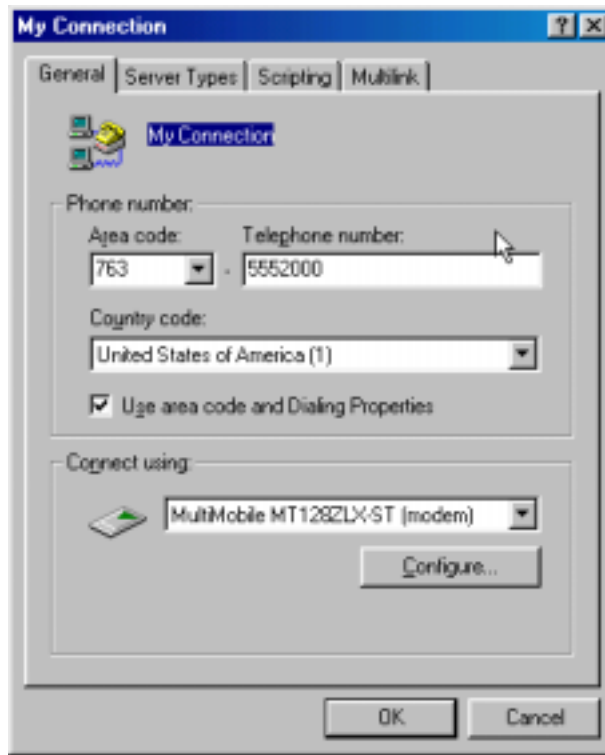 My Connection
General Server Types Scripting Multilink
My Connection
Phone number:
Area code: Telephone number:
763 - 5552000
Country code:
United States of America (1)
Use area code and Dialing Properties
Connect using:
MultiMobile MT128ZLX-ST (modem)
Configure...
OK Cancel